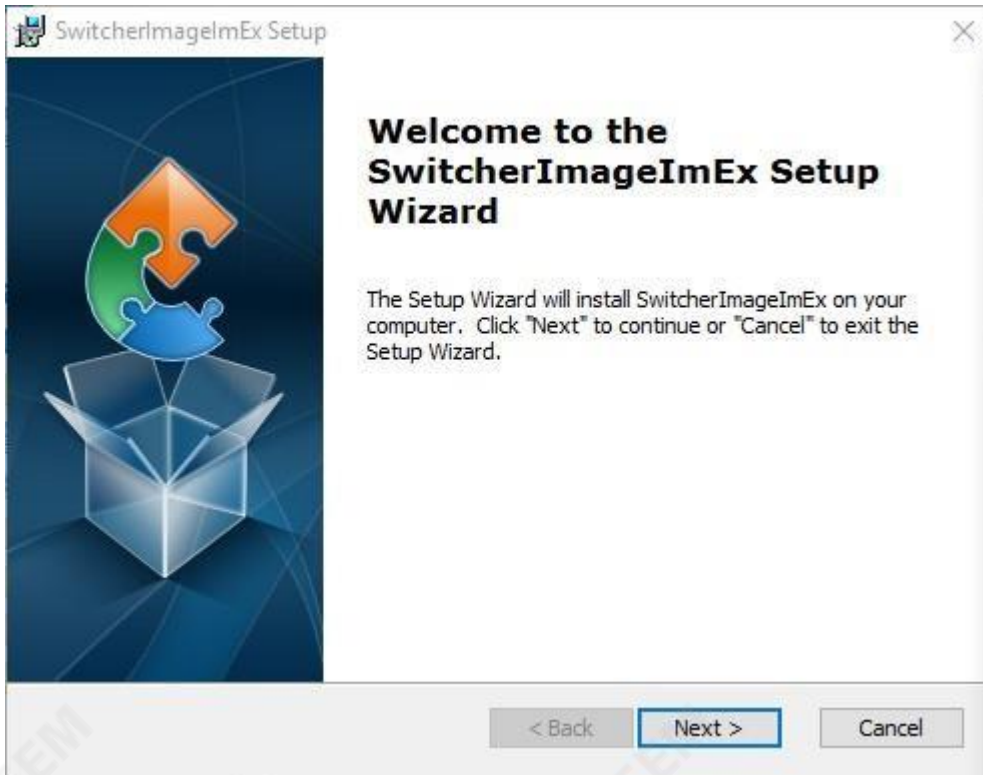 SwitcherImageImEx Setup
Welcome to the
SwitcherImageImEx Setup
Wizard
The Setup Wizard will install SwitcherImageImEx on your
computer. Click "Next" to continue or "Cancel" to exit the
Setup Wizard.
< Back Next > Cancel